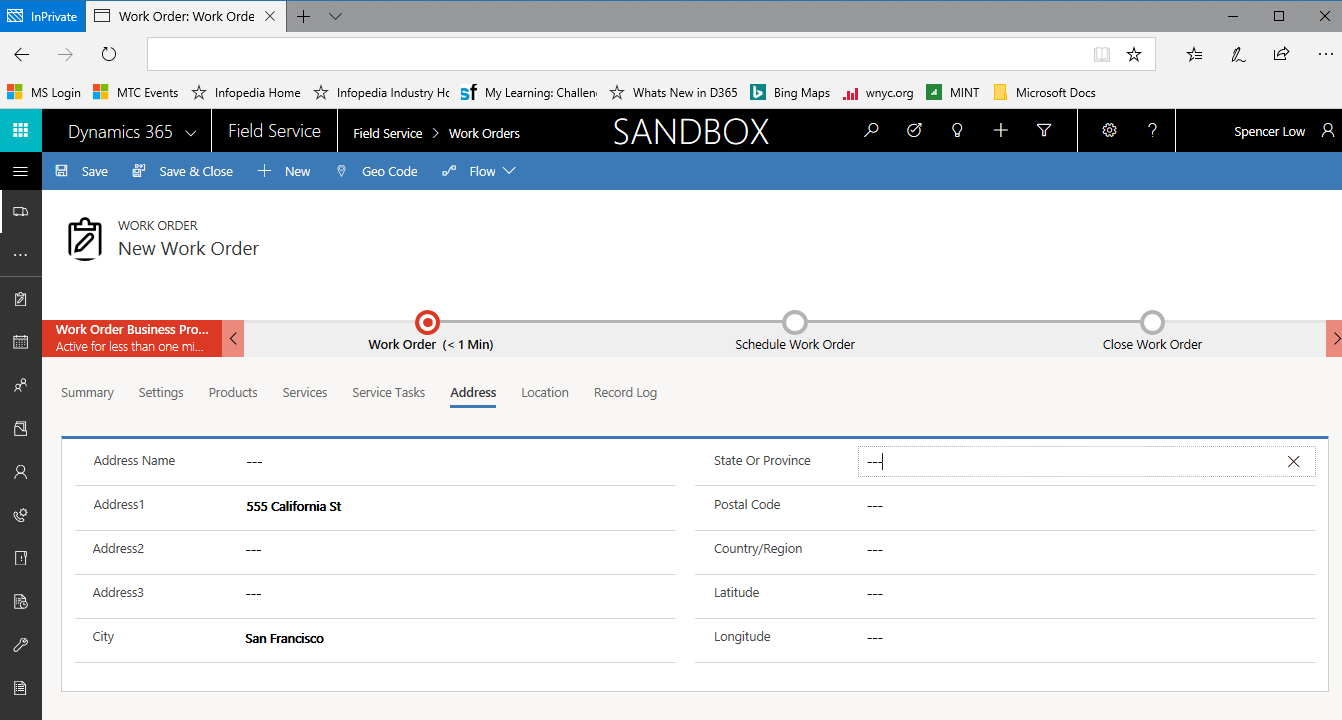 InPrivate Work Order: Work Orde
MS Login MTC Events Infopedia Home Infopedia Industry Hc My Learning: Challen Whats New in D365 Bing Maps wnyc.org MINT Microsoft Docs
Dynamics 365 Field Service Field Service > Work Orders SANDBOX Spencer Low
Save Save & Close New Geo Code Flow
WORK ORDER
New Work Order
Work Order Business Pro...
Active for less than one mi...
Work Order (< 1 Min) Schedule Work Order Close Work Order
Summary Settings Products Services Service Tasks Address Location Record Log
Address Name --- State Or Province ---
Address1 555 California St Postal Code ---
Address2 --- Country/Region ---
Address3 --- Latitude ---
City San Francisco Longitude ---